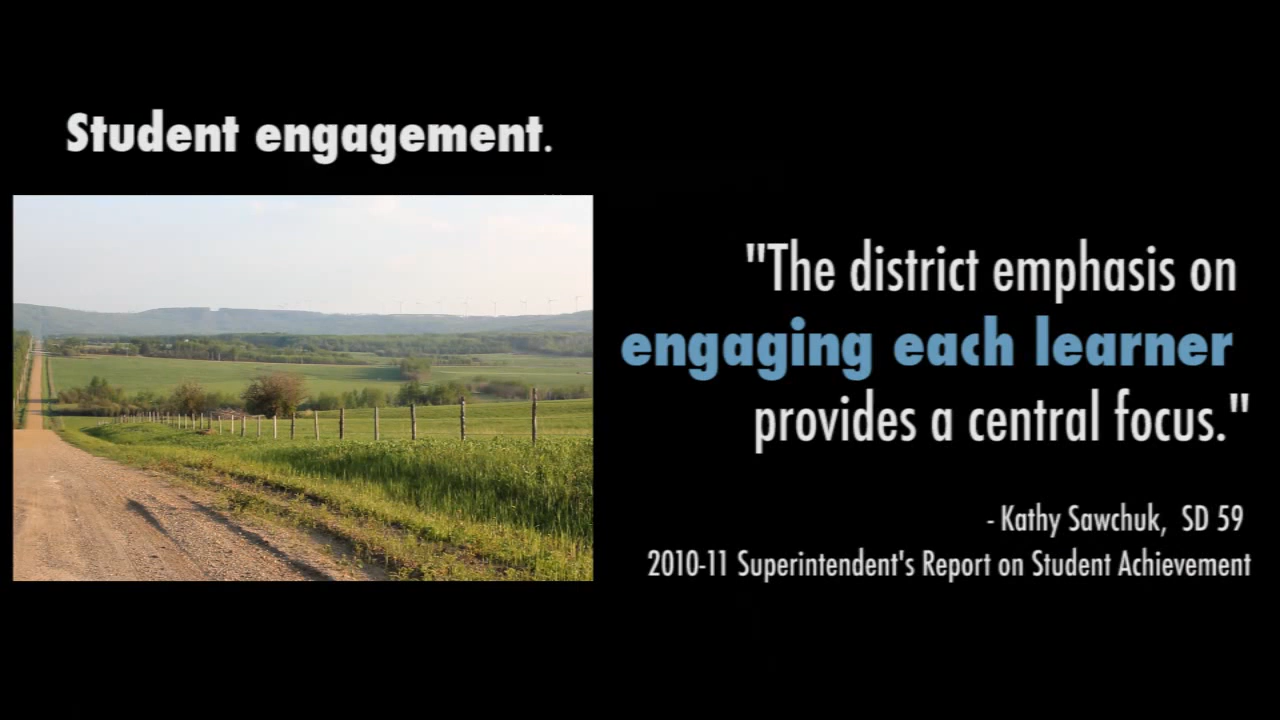 Student engagement.
"The district emphasis on
engaging each learner
provides a central focus."
- Kathy Sawchuk, SD 59
2010-11 Superintendent's Report on Student Achievement